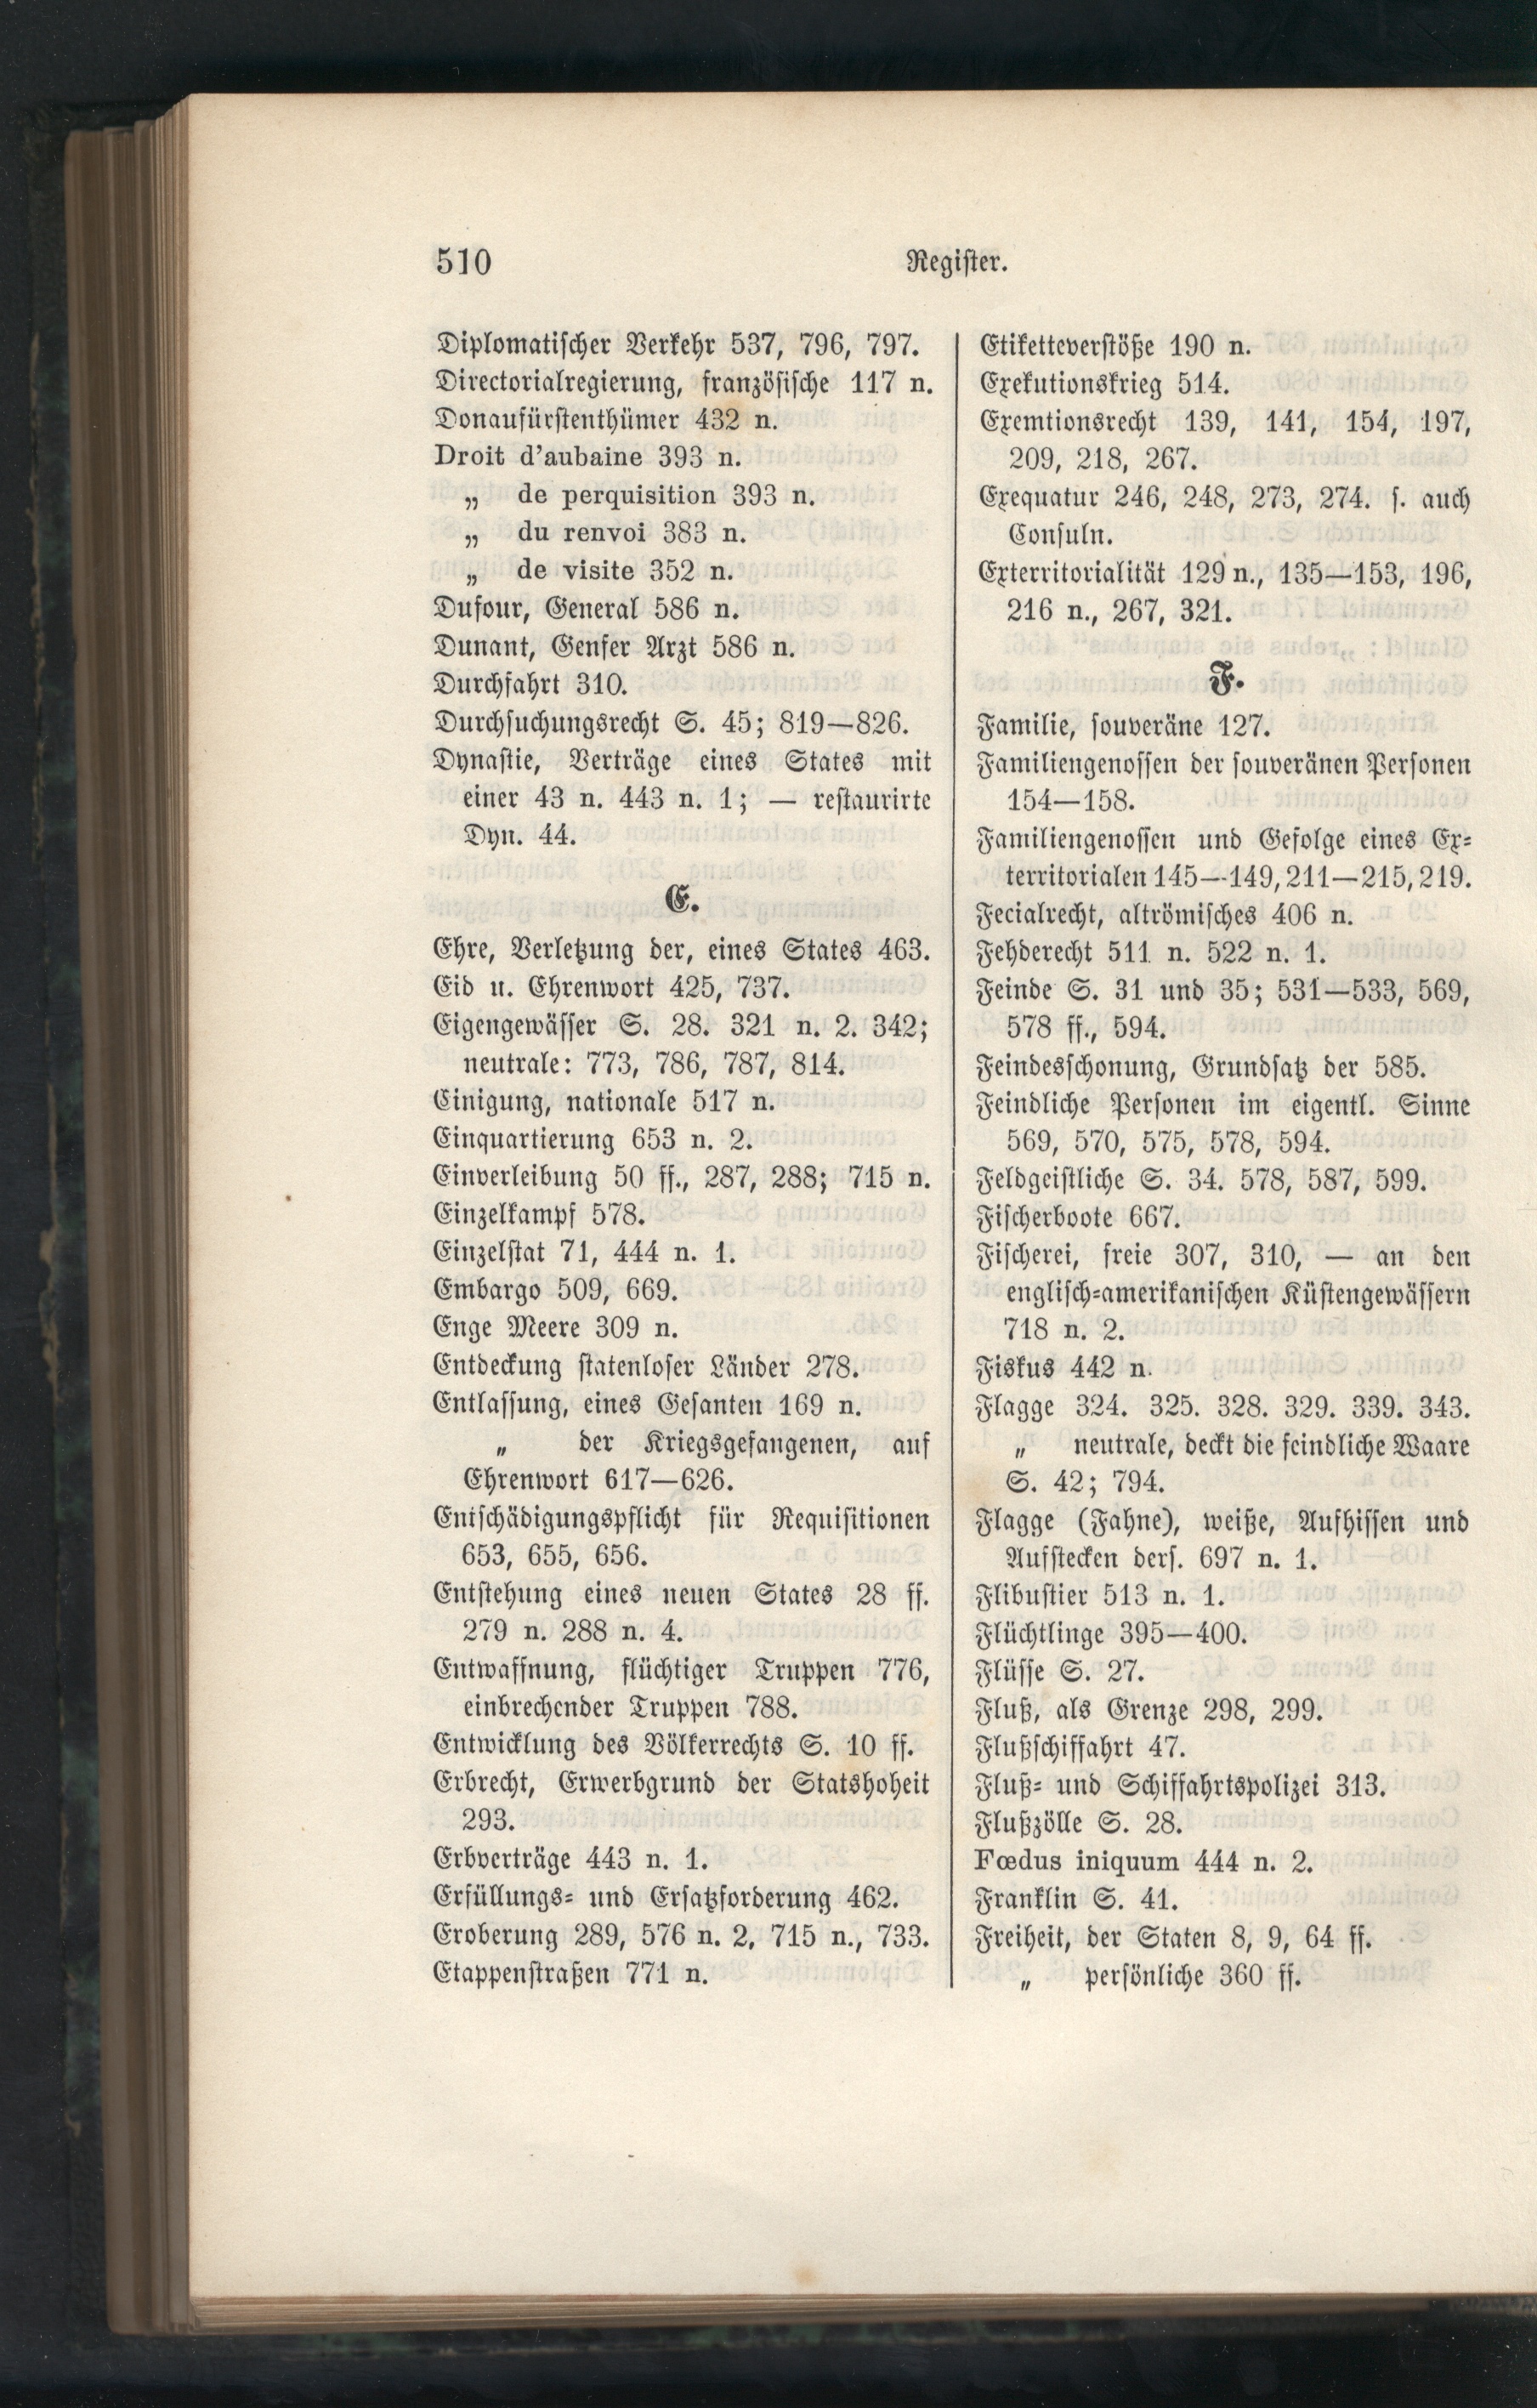 510
Register.
Diplomatischer Verkehr 537, 796, 797.
Directorialregierung, französische 117 n.
Donaufürstenthümer 432 n.
Droit d'aubaine 393 n.
„ de perquisition 393 n.
„ du renvoi 383 n.
„ de visite 352 n.
Dufour, General 586 n.
Dunant, Genfer Arzt 586 n.
Durchfahrt 310.
Durchsuchungsrecht S. 45; 819—826.
Dynastie, Verträge eines States mit
einer 43 n. 443 n. 1; — restaurirte
Dyn. 44.
E.
Ehre, Verletzung der, eines States 463.
Eid u. Ehrenwort 425, 737.
Eigengewässer S. 28. 321 n. 2. 342;
neutrale: 773, 786, 787, 814.
Einigung, nationale 517 n.
Einquartierung 653 n. 2.
Einverleibung 50 ff., 287, 288; 715 n.
Einzelkampf 578.
Einzelstat 71, 444 n. 1.
Embargo 509, 669.
Enge Meere 309 n.
Entdeckung statenloser Länder 278.
Entlassung, eines Gesanten 169 n.
„ der Kriegsgefangenen, auf
Ehrenwort 617—626.
Entschädigungspflicht für Requisitionen
653, 655, 656.
Entstehung eines neuen States 28 ff.
279 n. 288 n. 4.
Entwaffnung, flüchtiger Truppen 776,
einbrechender Truppen 788.
Entwicklung des Völkerrechts S. 10 ff.
Erbrecht, Erwerbgrund der Statshoheit
293.
Erbverträge 443 n. 1.
Erfüllungs- und Ersatzforderung 462.
Eroberung 289, 576 n. 2, 715 n., 733.
Etappenstraßen 771 n.
Etiketteverstöße 190 n.
Exekutionskrieg 514.
Exemtionsrecht 139, 141, 154, 197,
209, 218, 267.
Exequatur 246, 248, 273, 274. s. auch
Consuln.
Exterritorialität 129 n., 135—153, 196,
216 n., 267, 321.
F.
Familie, souveräne 127.
Familiengenossen der souveränen Personen
154—158.
Familiengenossen und Gefolge eines Ex-
territorialen 145—149, 211—215, 219.
Fecialrecht, altrömisches 406 n.
Fehderecht 511 n. 522 n. 1.
Feinde S. 31 und 35; 531—533, 569,
578 ff., 594.
Feindesschonung, Grundsatz der 585.
Feindliche Personen im eigentl. Sinne
569, 570, 575, 578, 594.
Feldgeistliche S. 34. 578, 587, 599.
Fischerboote 667.
Fischerei, freie 307, 310, — an den
englisch-amerikanischen Küstengewässern
718 n. 2.
Fiskus 442 n.
Flagge 324. 325. 328. 329. 339. 343.
„ neutrale, deckt die feindliche Waare
S. 42; 794.
Flagge (Fahne), weiße, Aufhissen und
Aufstecken ders. 697 n. 1.
Flibustier 513 n. 1.
Flüchtlinge 395—400.
Flüsse S. 27.
Fluß, als Grenze 298, 299.
Flußschiffahrt 47.
Fluß- und Schiffahrtspolizei 313.
Flußzölle S. 28.
Fœdus iniquum 444 n. 2.
Franklin S. 41.
Freiheit, der Staten 8, 9, 64 ff.
„ persönliche 360 ff.